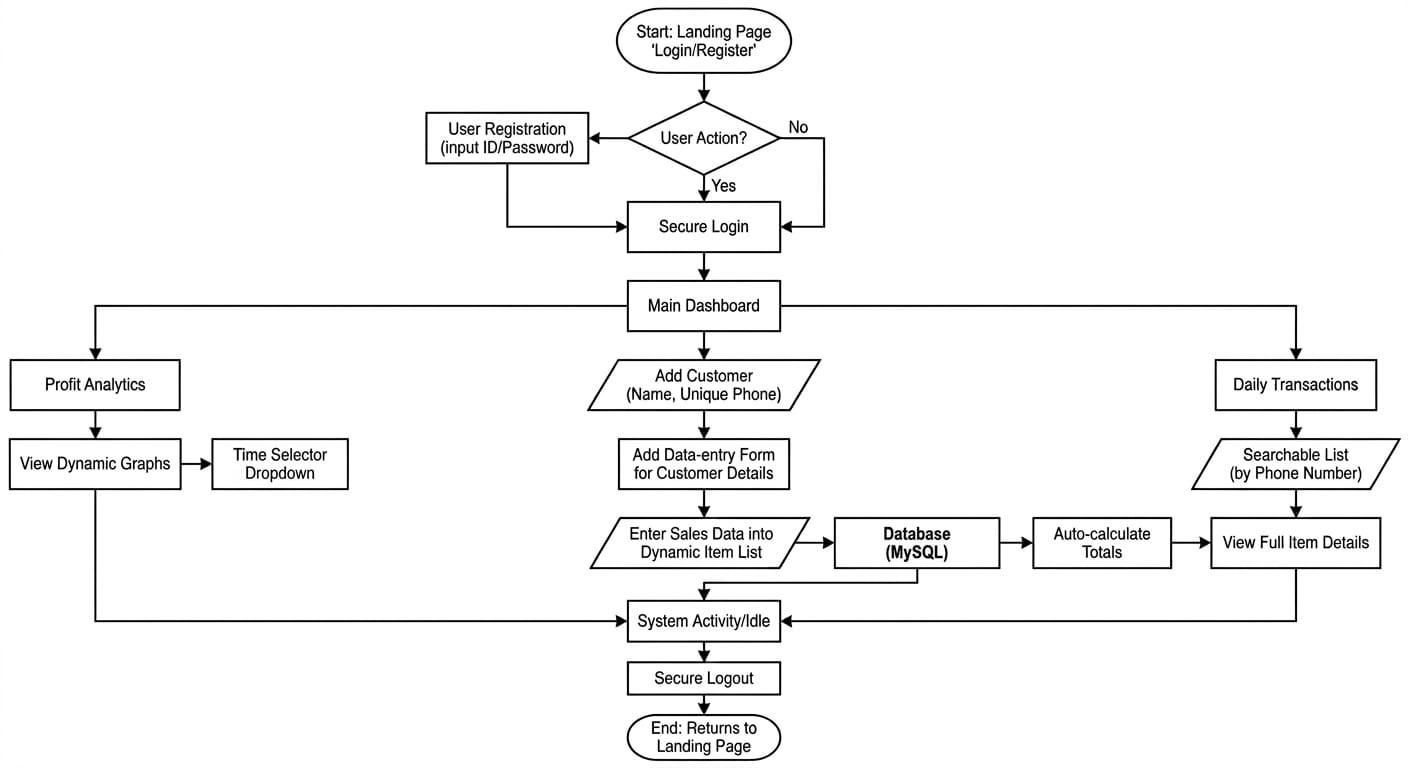 Start: Landing Page
'Login/Register'
User Action?
No
User Registration
(input ID/Password)
Yes
Secure Login
Main Dashboard
Profit Analytics
Add Customer
(Name, Unique Phone)
Daily Transactions
View Dynamic Graphs
Time Selector
Dropdown
Add Data-entry Form
for Customer Details
Searchable List
(by Phone Number)
Enter Sales Data into
Dynamic Item List
Database
(MySQL)
Auto-calculate
Totals
View Full Item Details
System Activity/Idle
Secure Logout
End: Returns to
Landing Page